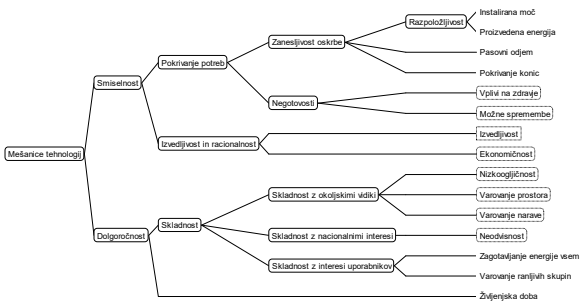 Instalirana moč
Razpoložljivost
Proizvedena energija
Zanesljivost oskrbe
Pasovni odjem
Pokrivanje potreb
Pokrivanje konic
Smiselnost
Vplivi na zdravje
Negotovosti
Možne spremembe
Izvedljivost
Izvedljivost in racionalnost
Ekonomičnost
Mešanice tehnologij
Nizkoogljičnost
Skladnost z okoljskimi vidiki
Varovanje prostora
Varovanje narave
Skladnost
Dolgoročnost
Skladnost z nacionalnimi interesi
Neodvisnost
Zagotavljanje energije vsem
Skladnost z interesi uporabnikov
Varovanje ranljivih skupin
Življenjska doba